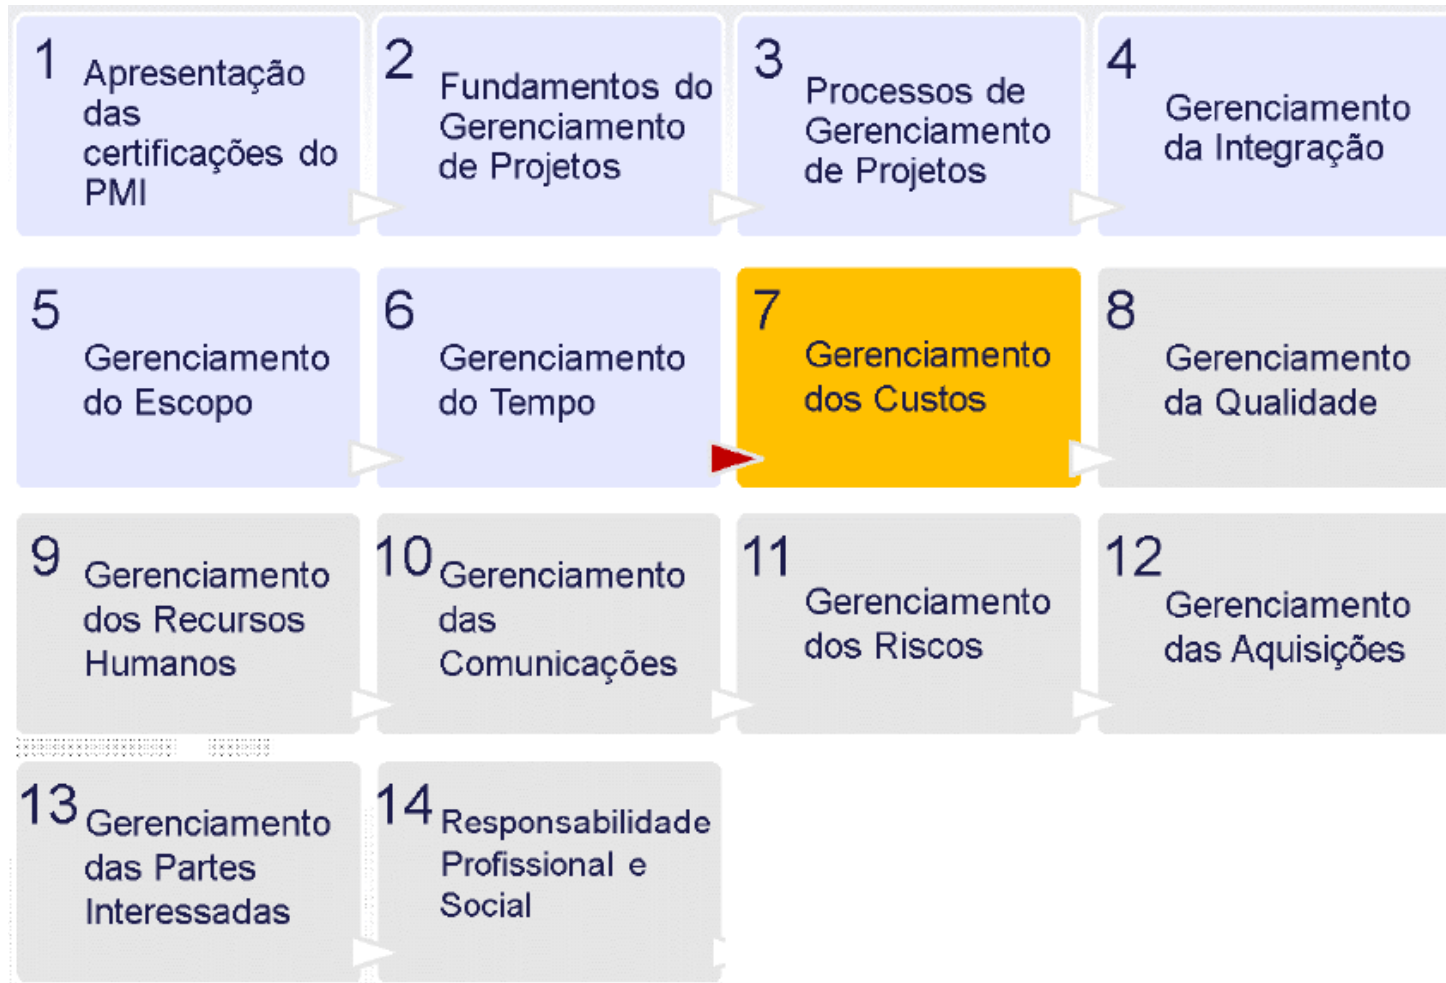 1
Apresentação
das
certificações do
PMI
2
Fundamentos do
Gerenciamento
de Projetos
3
Processos de
Gerenciamento
de Projetos
4
Gerenciamento
da Integração
5
Gerenciamento
do Escopo
6
Gerenciamento
do Tempo
7
Gerenciamento
dos Custos
8
Gerenciamento
da Qualidade
9
Gerenciamento
dos Recursos
Humanos
10
Gerenciamento
das
Comunicações
11
Gerenciamento
dos Riscos
12
Gerenciamento
das Aquisições
13
Gerenciamento
das Partes
Interessadas
14
Responsabilidade
Profissional e
Social